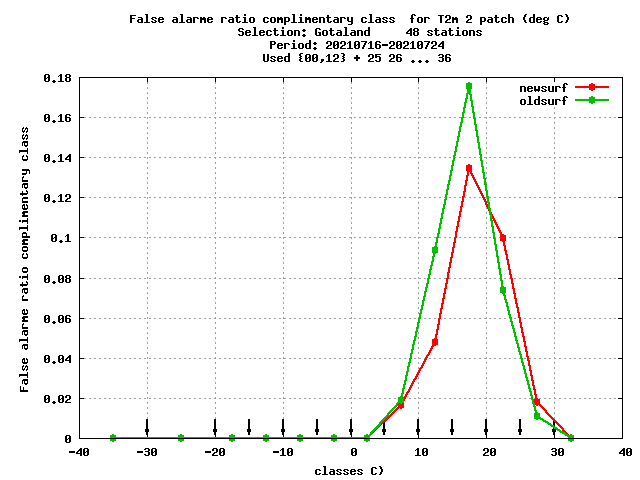 False alarme ratio complimentary class  for T2m 2 patch (deg C)
Selection: Gotaland     48 stations
Period: 20210716-20210724
Used {00,12} + 25 26 ... 36
newsurf
oldsurf
False alarme ratio complimentary class
0.18
0.16
0.14
0.12
0.1
0.08
0.06
0.04
0.02
0
-40 -30 -20 -10 0 10 20 30 40
classes C)